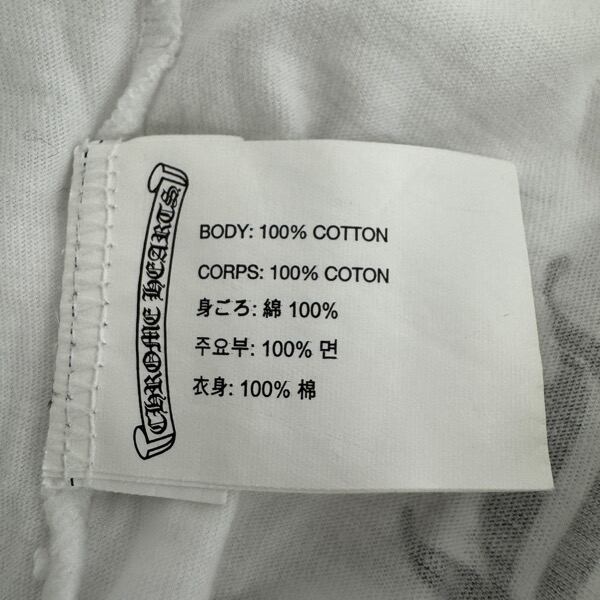 CHROME HEARTS
BODY: 100% COTTON
CORPS: 100% COTON
身ごろ: 綿 100%
주요부: 100% 면
衣身: 100% 棉